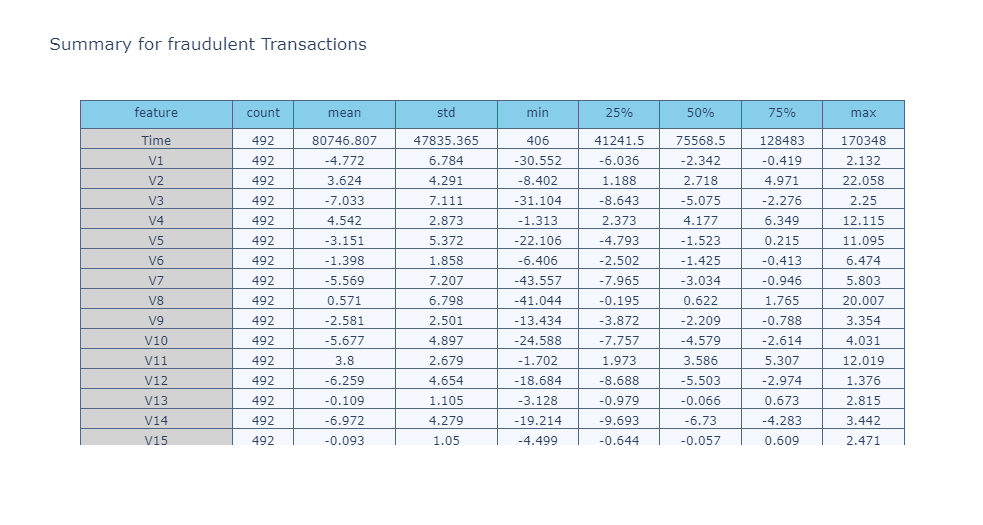 Summary for fraudulent Transactions
feature count mean std min 25% 50% 75% max
Time 492 80746.807 47835.365 406 41241.5 75568.5 128483 170348
V1 492 -4.772 6.784 -30.552 -6.036 -2.342 -0.419 2.132
V2 492 3.624 4.291 -8.402 1.188 2.718 4.971 22.058
V3 492 -7.033 7.111 -31.104 -8.643 -5.075 -2.276 2.25
V4 492 4.542 2.873 -1.313 2.373 4.177 6.349 12.115
V5 492 -3.151 5.372 -22.106 -4.793 -1.523 0.215 11.095
V6 492 -1.398 1.858 -6.406 -2.502 -1.425 -0.413 6.474
V7 492 -5.569 7.207 -43.557 -7.965 -3.034 -0.946 5.803
V8 492 0.571 6.798 -41.044 -0.195 0.622 1.765 20.007
V9 492 -2.581 2.501 -13.434 -3.872 -2.209 -0.788 3.354
V10 492 -5.677 4.897 -24.588 -7.757 -4.579 -2.614 4.031
V11 492 3.8 2.679 -1.702 1.973 3.586 5.307 12.019
V12 492 -6.259 4.654 -18.684 -8.688 -5.503 -2.974 1.376
V13 492 -0.109 1.105 -3.128 -0.979 -0.066 0.673 2.815
V14 492 -6.972 4.279 -19.214 -9.693 -6.73 -4.283 3.442
V15 492 -0.093 1.05 -4.499 -0.644 -0.057 0.609 2.471